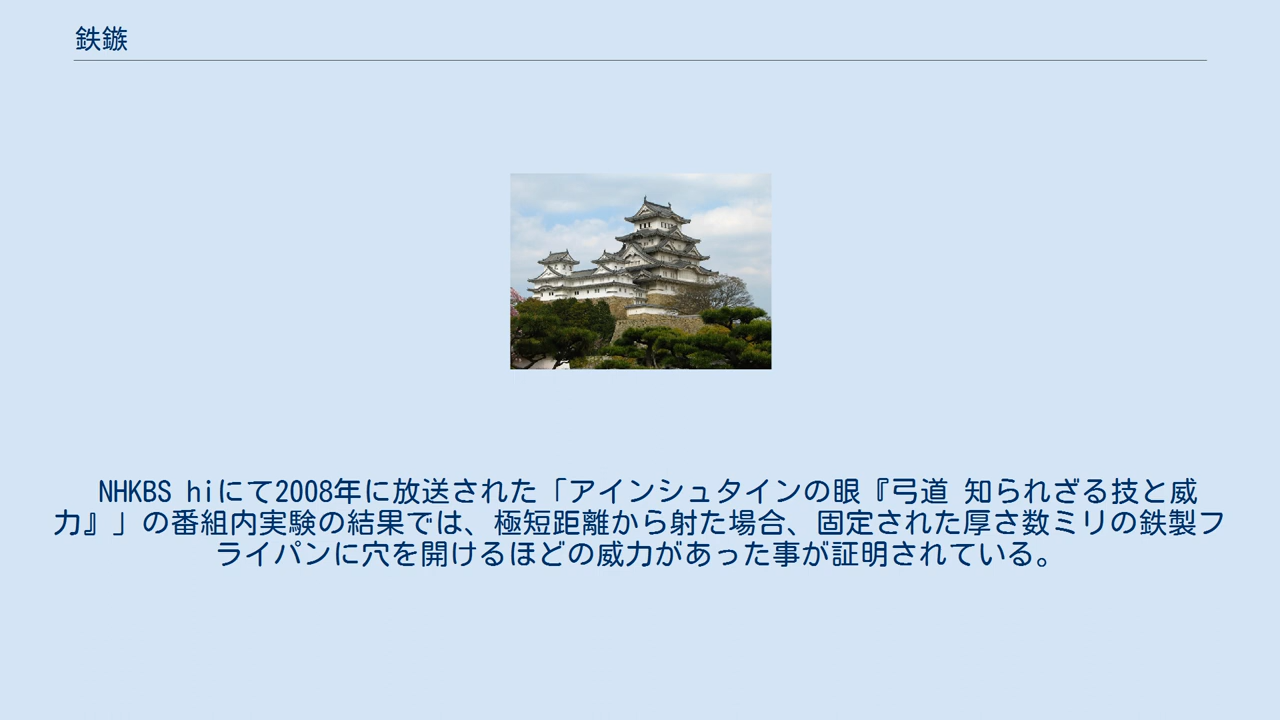 鉄鏃
NHKBS hiにて2008年に放送された「アインシュタインの眼『弓道 知られざる技と威
力』」の番組内実験の結果では、極短距離から射た場合、固定された厚さ数ミリの鉄製フ
ライパンに穴を開けるほどの威力があった事が証明されている。